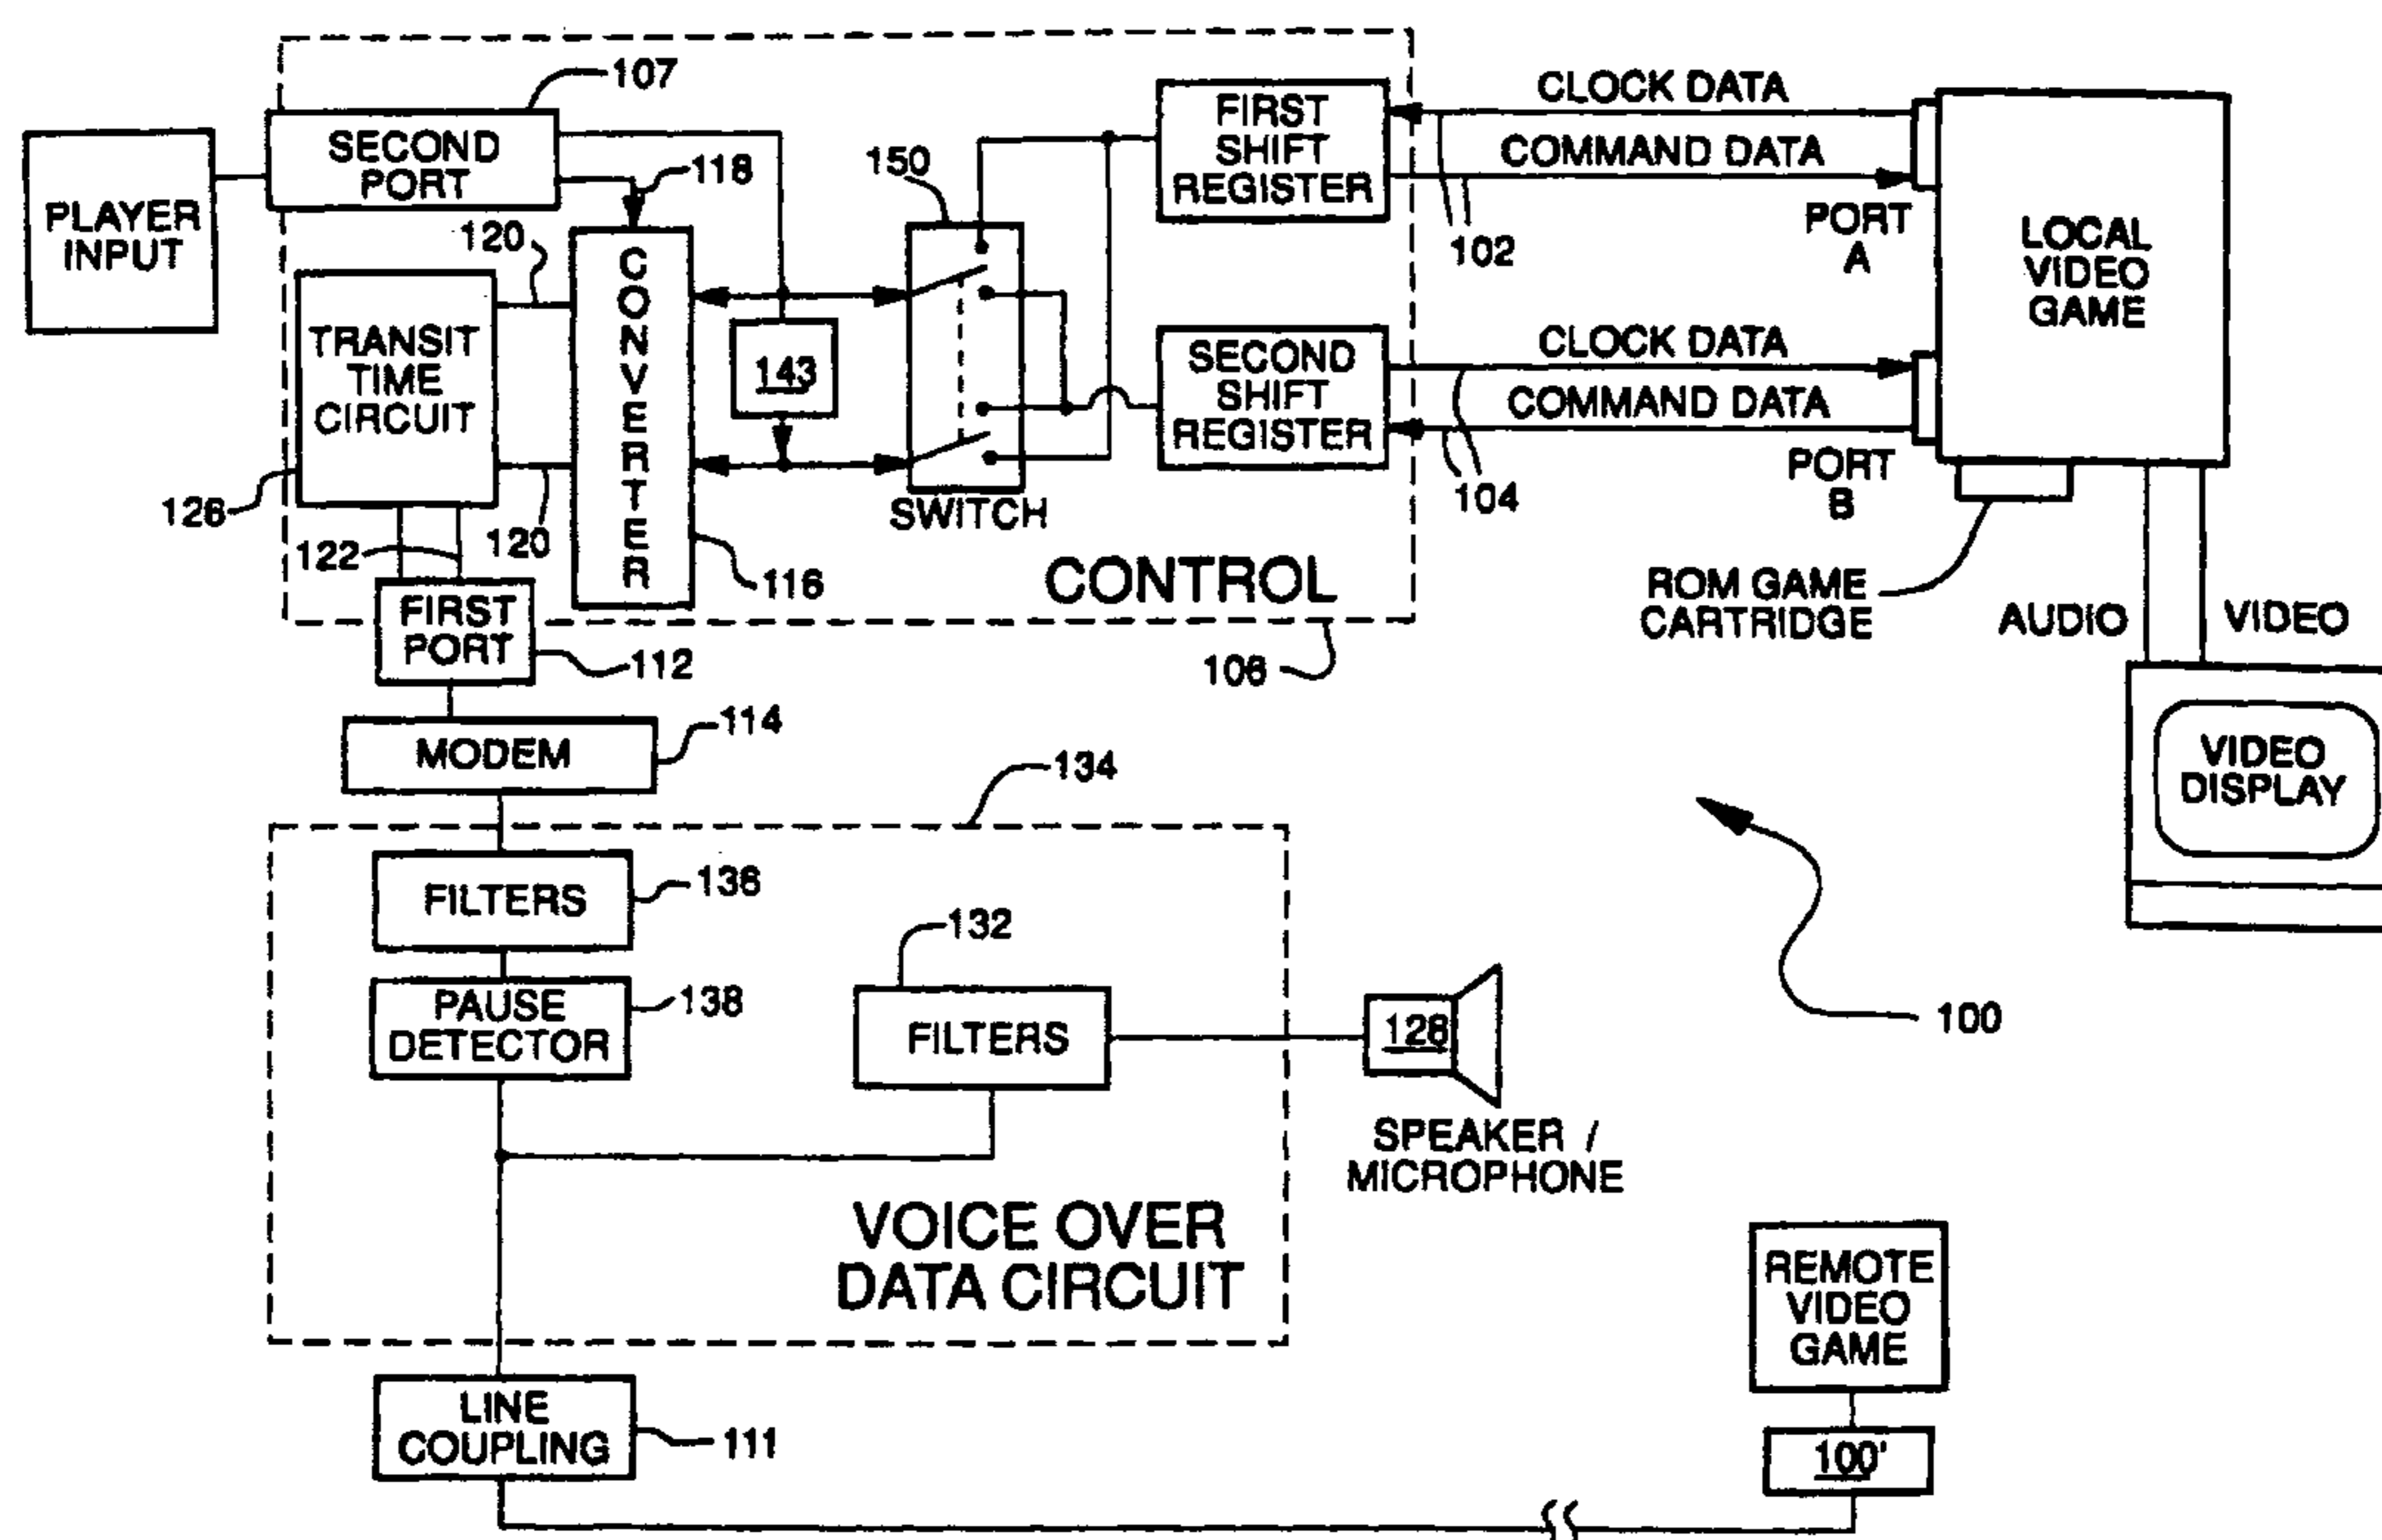 107
SECOND
PORT
118
150
FIRST
SHIFT
REGISTER
CLOCK DATA
COMMAND DATA
PORT
A
102
PLAYER
INPUT
120
TRANSIT
TIME
CIRCUIT
CONVERTER
143
SECOND
SHIFT
REGISTER
CLOCK DATA
COMMAND DATA
PORT
B
104
LOCAL
VIDEO
GAME
126
122
120
SWITCH
116
CONTROL
106
ROM GAME
CARTRIDGE
AUDIO
VIDEO
FIRST
PORT
112
MODEM
114
134
VIDEO
DISPLAY
FILTERS
136
132
PAUSE
DETECTOR
138
FILTERS
128
SPEAKER /
MICROPHONE
100
VOICE OVER
DATA CIRCUIT
REMOTE
VIDEO
GAME
LINE
COUPLING
111
100'